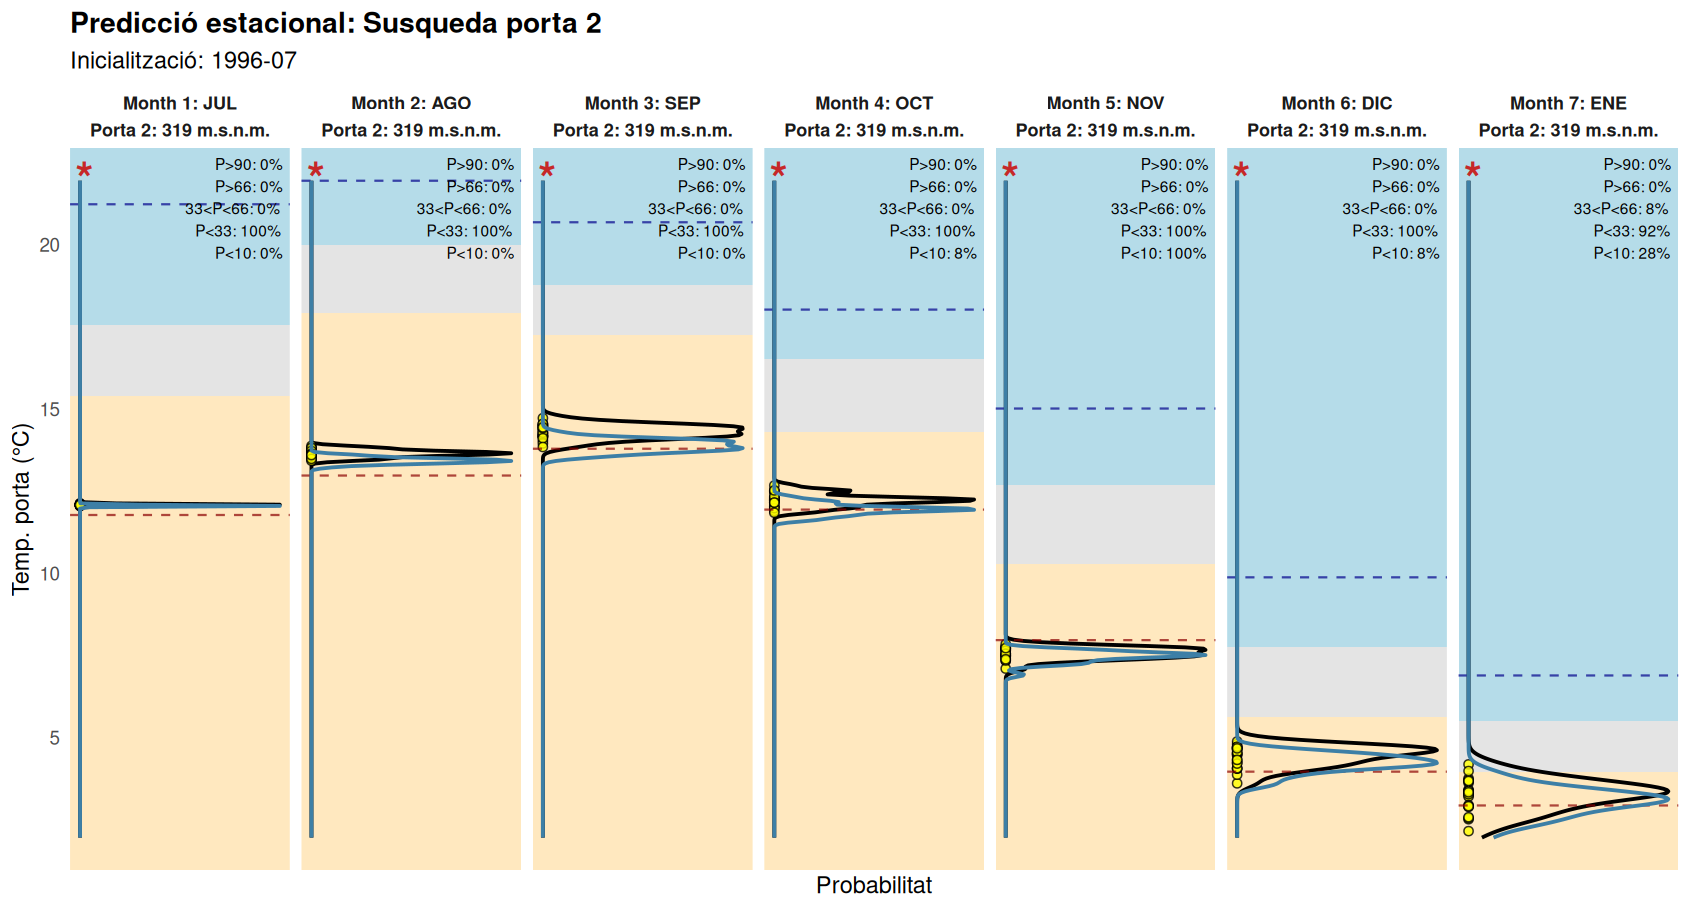 Predicció estacional: Susqueda porta 2
Inicialització: 1996-07
Month 1: JUL
Porta 2: 319 m.s.n.m.
Month 2: AGO
Porta 2: 319 m.s.n.m.
Month 3: SEP
Porta 2: 319 m.s.n.m.
Month 4: OCT
Porta 2: 319 m.s.n.m.
Month 5: NOV
Porta 2: 319 m.s.n.m.
Month 6: DIC
Porta 2: 319 m.s.n.m.
Month 7: ENE
Porta 2: 319 m.s.n.m.
*
P>90: 0%
P>66: 0%
33<P<66: 0%
P<33: 100%
P<10: 0%
*
P>90: 0%
P>66: 0%
33<P<66: 0%
P<33: 100%
P<10: 0%
*
P>90: 0%
P>66: 0%
33<P<66: 0%
P<33: 100%
P<10: 0%
*
P>90: 0%
P>66: 0%
33<P<66: 0%
P<33: 100%
P<10: 8%
*
P>90: 0%
P>66: 0%
33<P<66: 0%
P<33: 100%
P<10: 100%
*
P>90: 0%
P>66: 0%
33<P<66: 0%
P<33: 100%
P<10: 8%
*
P>90: 0%
P>66: 0%
33<P<66: 8%
P<33: 92%
P<10: 28%
20
15
10
5
Temp. porta (°C)
Probabilitat